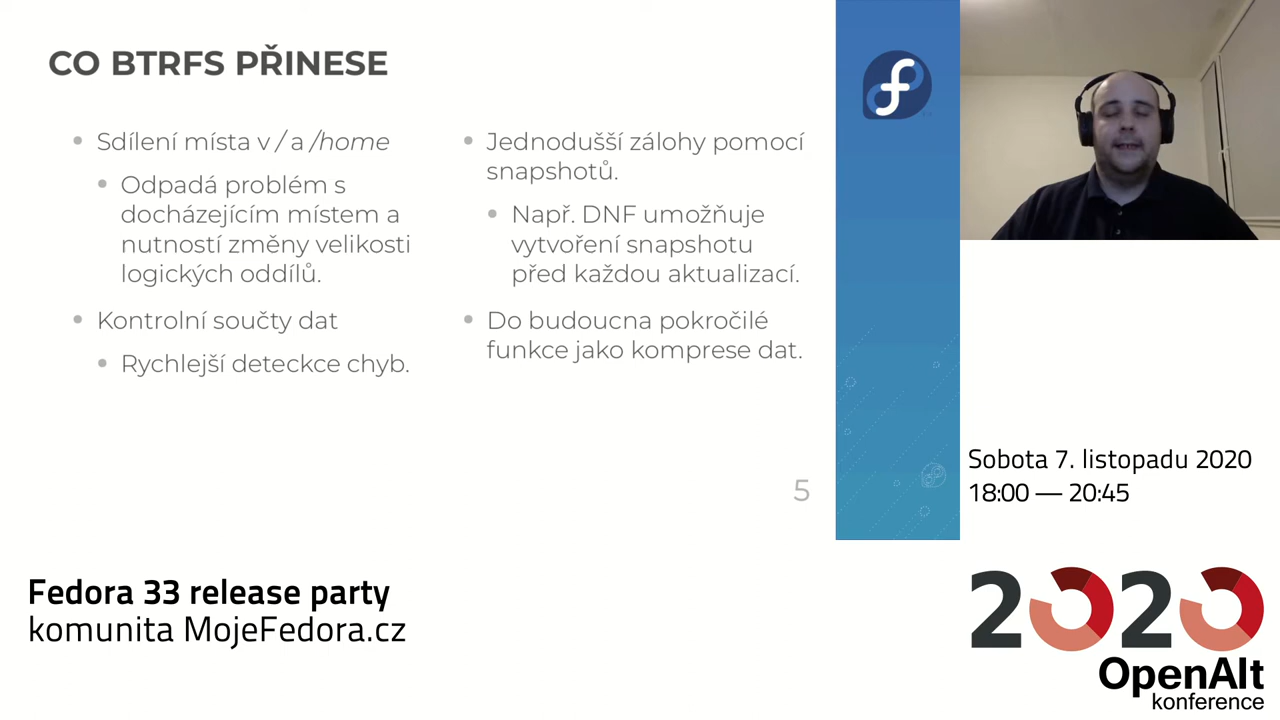 CO BTRFS PŘINESE
Sdílení místa v / a /home
Odpadá problém s
docházejícím místem a
nutností změny velikosti
logických oddílů.
Kontrolní součty dat
Rychlejší deteckce chyb.
Jednodušší zálohy pomocí
snapshotů.
Např. DNF umožňuje
vytvoření snapshotu
před každou aktualizací.
Do budoucna pokročilé
funkce jako komprese dat.
5
Sobota 7. listopadu 2020
18:00 — 20:45
Fedora 33 release party
komunita MojeFedora.cz
2020
OpenAlt
konference